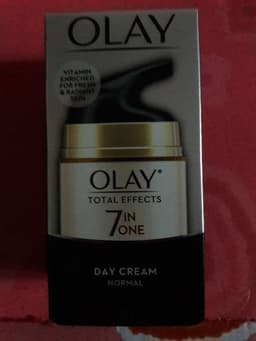 OLAY
VITAMIN
ENRICHED
FOR FRESH
& RADIANT
SKIN
OLAY®
TOTAL EFFECTS
7 IN
ONE
DAY CREAM
NORMAL